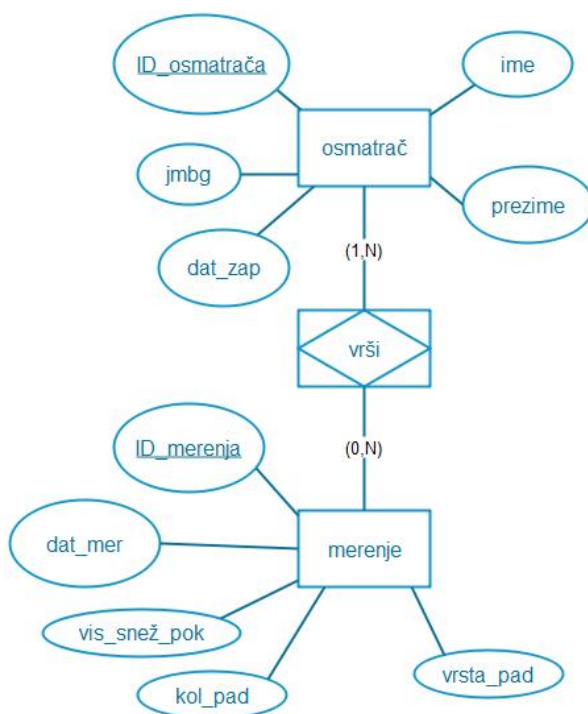 ID_osmatrača
ime
osmatrač
jmbg
prezime
dat_zap
(1,N)
vrši
ID_merenja
(0,N)
dat_mer
merenje
vis_snež_pok
vrsta_pad
kol_pad